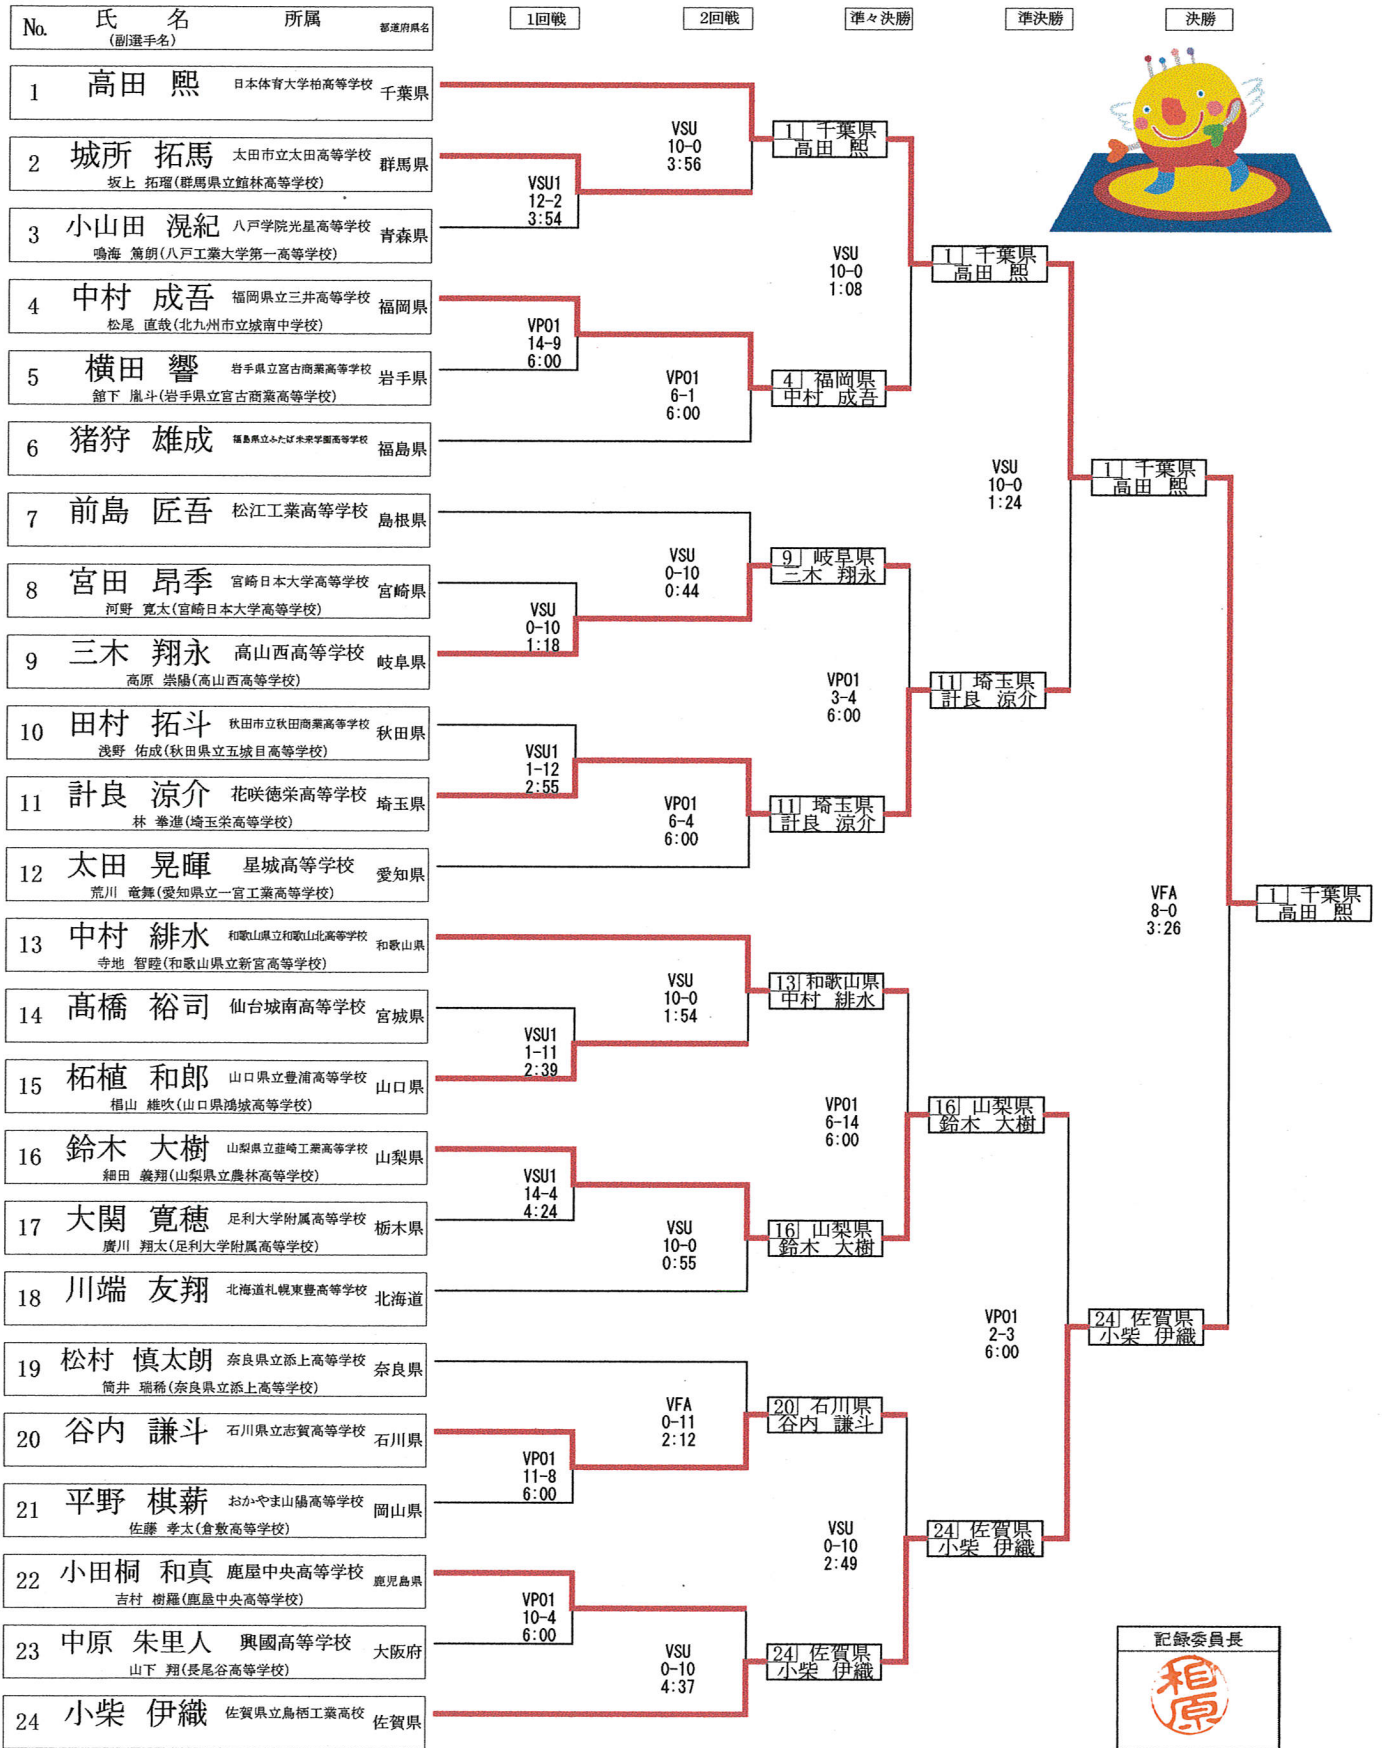 No. 氏 名 所属 都道府県名
(副選手名)
1回戦 2回戦 準々決勝 準決勝 決勝
1 高田 熙 日本体育大学柏高等学校 千葉県
2 城所 拓馬 太田市立太田高等学校 群馬県
坂上 拓瑠(群馬県立館林高等学校)
3 小山田 滉紀 八戸学院光星高等学校 青森県
鳴海 篤朗(八戸工業大学第一高等学校)
4 中村 成吾 福岡県立三井高等学校 福岡県
松尾 直哉(北九州市立城南中学校)
5 横田 響 岩手県立宮古商業高等学校 岩手県
舘下 胤斗(岩手県立宮古商業高等学校)
6 猪狩 雄成 福島県立ふたば未来学園高等学校 福島県
7 前島 匠吾 松江工業高等学校 島根県
8 宮田 昂季 宮崎日本大学高等学校 宮崎県
河野 寛太(宮崎日本大学高等学校)
9 三木 翔永 高山西高等学校 岐阜県
高原 崇陽(高山西高等学校)
10 田村 拓斗 秋田市立秋田商業高等学校 秋田県
浅野 佑成(秋田県立五城目高等学校)
11 計良 涼介 花咲徳栄高等学校 埼玉県
林 拳進(埼玉栄高等学校)
12 太田 晃暉 星城高等学校 愛知県
荒川 竜舞(愛知県立一宮工業高等学校)
13 中村 緋水 和歌山県立和歌山北高等学校 和歌山県
寺地 智睦(和歌山県立新宮高等学校)
14 髙橋 裕司 仙台城南高等学校 宮城県
15 柘植 和郎 山口県立豊浦高等学校 山口県
椙山 維吹(山口県鴻城高等学校)
16 鈴木 大樹 山梨県立韮崎工業高等学校 山梨県
細田 義翔(山梨県立農林高等学校)
17 大関 寛穂 足利大学附属高等学校 栃木県
廣川 翔太(足利大学附属高等学校)
18 川端 友翔 北海道札幌東豊高等学校 北海道
19 松村 慎太朗 奈良県立添上高等学校 奈良県
筒井 瑞稀(奈良県立添上高等学校)
20 谷内 謙斗 石川県立志賀高等学校 石川県
21 平野 棋薪 おかやま山陽高等学校 岡山県
佐藤 孝太(倉敷高等学校)
22 小田桐 和真 鹿屋中央高等学校 鹿児島県
吉村 樹羅(鹿屋中央高等学校)
23 中原 朱里人 興國高等学校 大阪府
山下 翔(長尾谷高等学校)
24 小柴 伊織 佐賀県立鳥栖工業高校 佐賀県
VSU1
12-2
3:54
VPO1
14-9
6:00
VSU
0-10
1:18
VSU1
1-12
2:55
VSU1
1-11
2:39
VSU1
14-4
4:24
VPO1
11-8
6:00
VPO1
10-4
6:00
VSU
10-0
3:56
VPO1
6-1
6:00
VSU
0-10
0:44
VPO1
6-4
6:00
VSU
10-0
1:54
VSU
10-0
0:55
VFA
0-11
2:12
VSU
0-10
4:37
1 千葉県
高田 熙
4 福岡県
中村 成吾
9 岐阜県
三木 翔永
11 埼玉県
計良 涼介
13 和歌山県
中村 緋水
16 山梨県
鈴木 大樹
20 石川県
谷内 謙斗
24 佐賀県
小柴 伊織
VSU
10-0
1:08
VPO1
3-4
6:00
VPO1
6-14
6:00
VSU
0-10
2:49
1 千葉県
高田 熙
11 埼玉県
計良 涼介
16 山梨県
鈴木 大樹
24 佐賀県
小柴 伊織
VSU
10-0
1:24
VPO1
2-3
6:00
1 千葉県
高田 熙
24 佐賀県
小柴 伊織
VFA
8-0
3:26
1 千葉県
高田 熙
記録委員長
相原